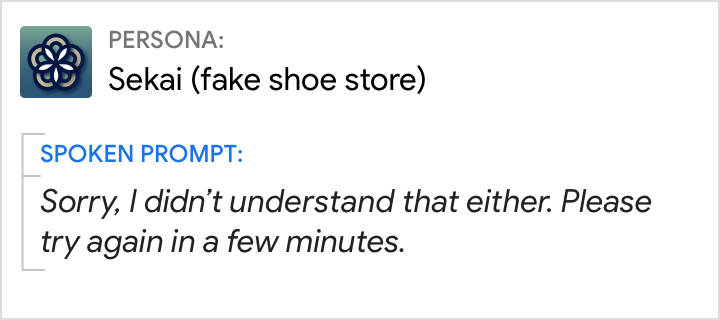 PERSONA:
Sekai (fake shoe store)
SPOKEN PROMPT:
Sorry, I didn’t understand that either. Please
try again in a few minutes.